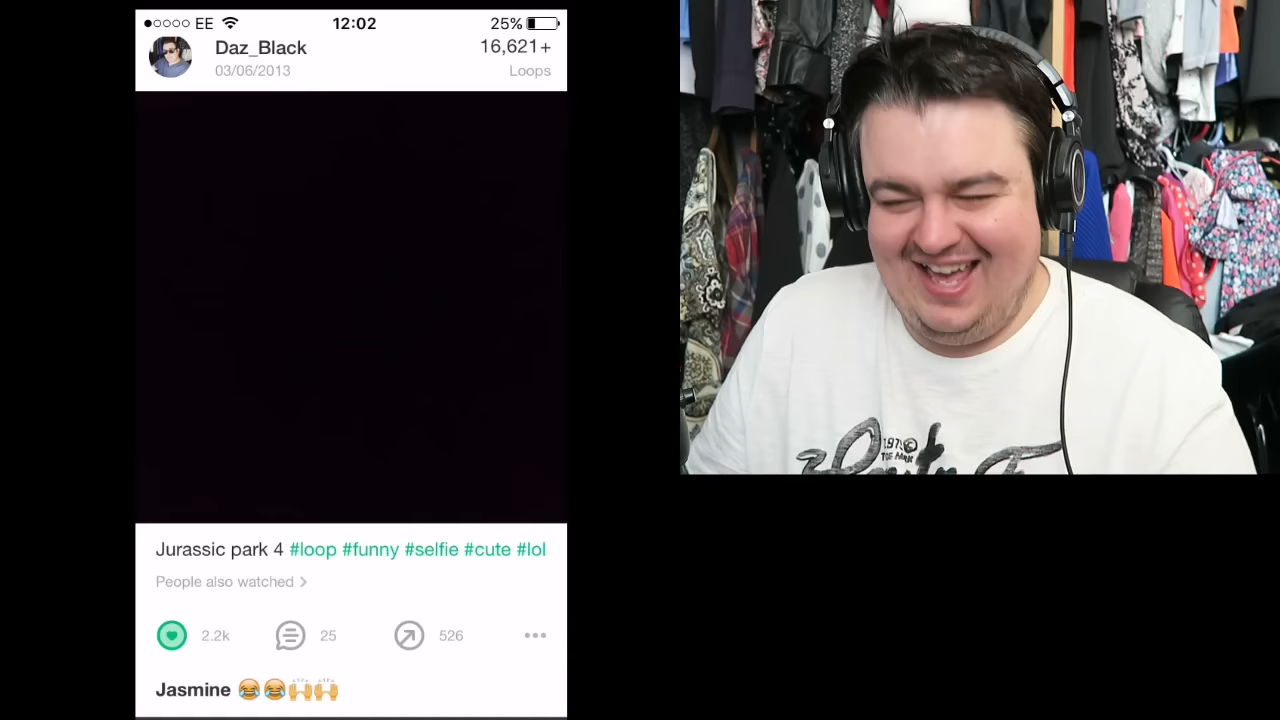 EE 12:02 25%
Daz_Black 16,621+
03/06/2013 Loops
Jurassic park 4 #loop #funny #selfie #cute #lol
People also watched
2.2k 25 526
Jasmine 😂😂🙌🙌
1975